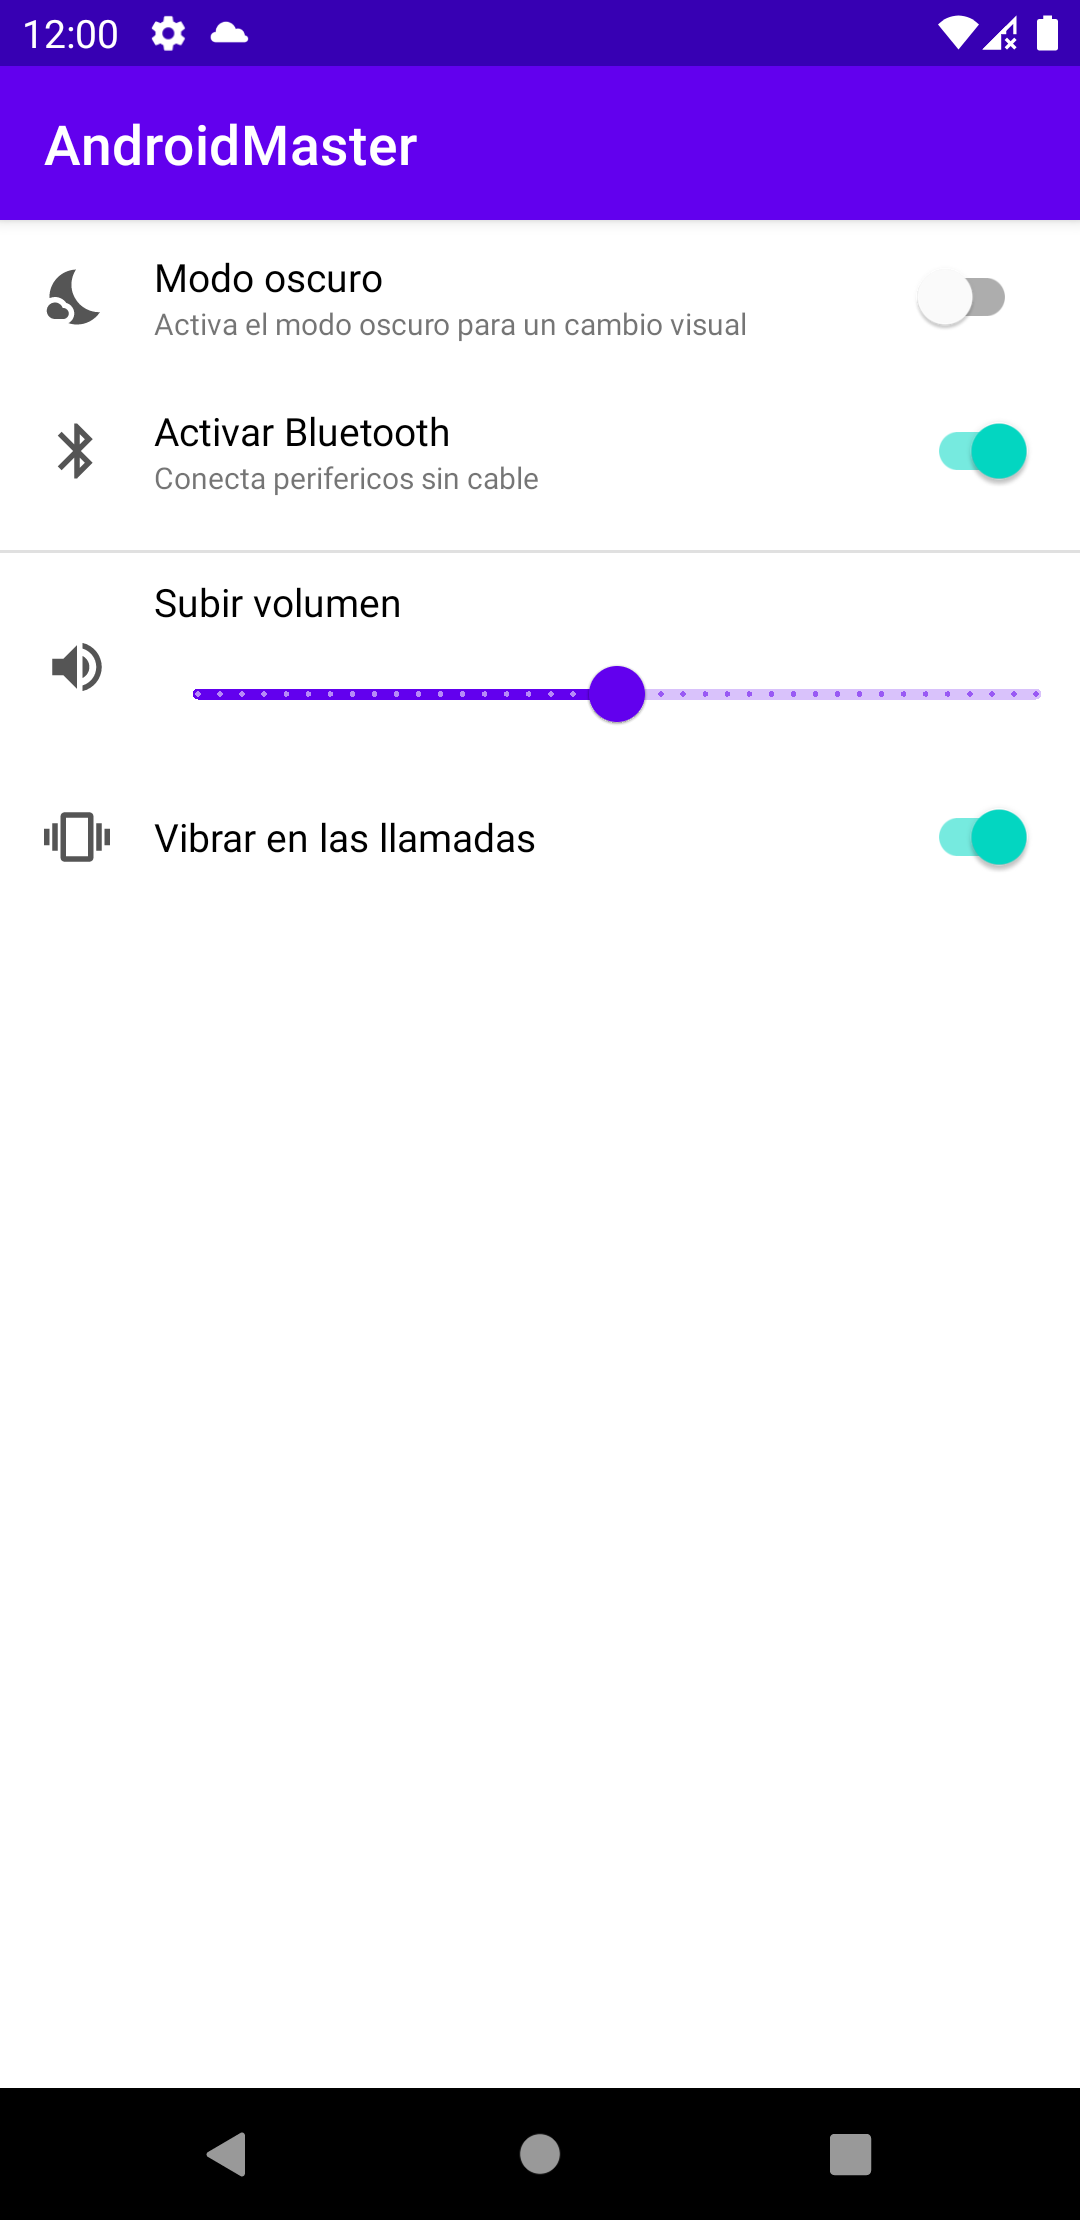 12:00
AndroidMaster
Modo oscuro
Activa el modo oscuro para un cambio visual
Activar Bluetooth
Conecta perifericos sin cable
Subir volumen
Vibrar en las llamadas